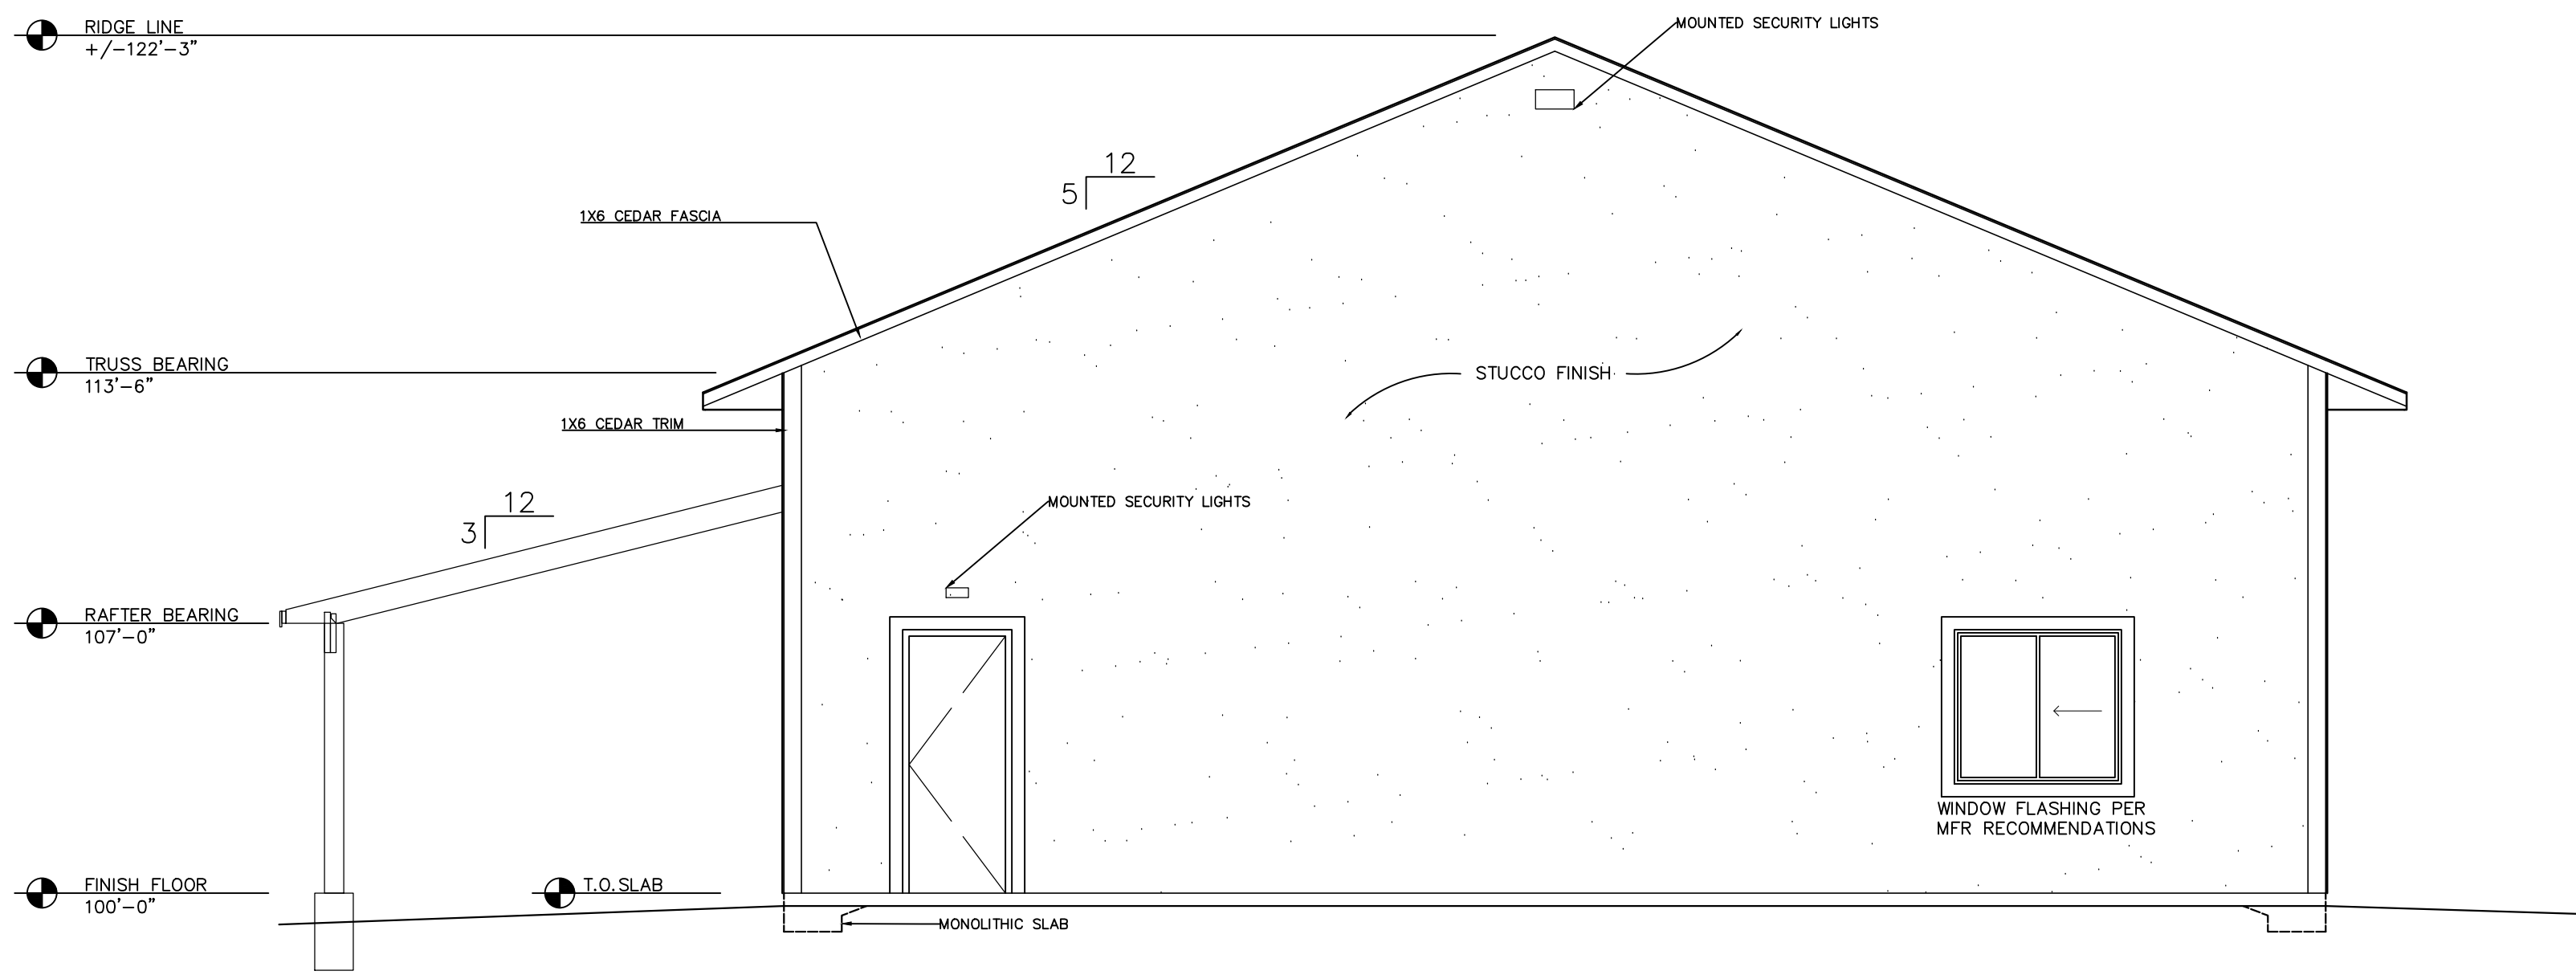 RIDGE LINE
+/-122'-3"
MOUNTED SECURITY LIGHTS
12
5
1X6 CEDAR FASCIA
TRUSS BEARING
113'-6"
STUCCO FINISH
1X6 CEDAR TRIM
12
3
MOUNTED SECURITY LIGHTS
RAFTER BEARING
107'-0"
WINDOW FLASHING PER
MFR RECOMMENDATIONS
FINISH FLOOR
100'-0"
T.O.SLAB
MONOLITHIC SLAB